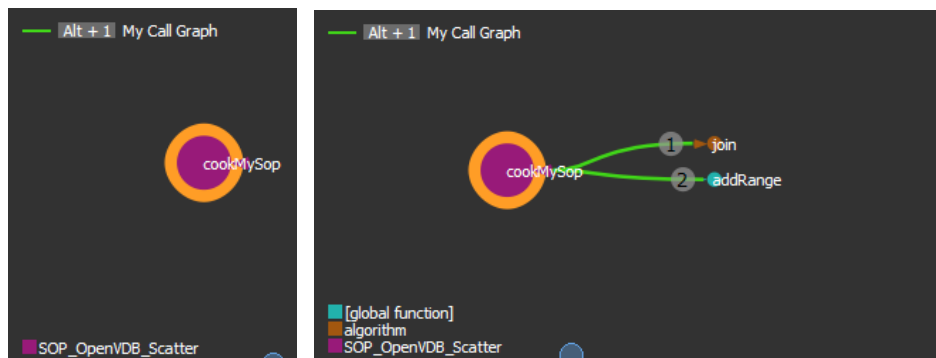 Alt + 1 My Call Graph
cookMySop
SOP_OpenVDB_Scatter
Alt + 1 My Call Graph
1
join
cookMySop
2
addRange
[global function]
algorithm
SOP_OpenVDB_Scatter